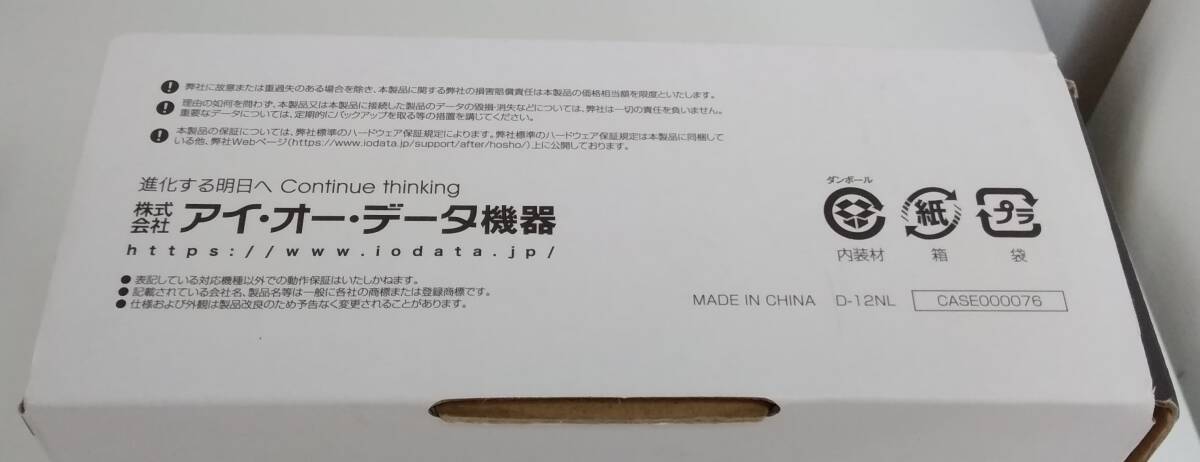 弊社に故意または重過失のある場合を除き、本製品に関する弊社の損害賠償責任は本製品の価格相当額を限度といたします。
理由の如何を問わず、本製品又は本製品に接続した製品のデータの毀損・消失などについては、弊社は一切の責任を負いません。
重要なデータについては、定期的にバックアップを取る等の措置を講じてください。
本製品の保証については、弊社標準のハードウェア保証規定によります。弊社標準のハードウェア保証規定は本製品に同梱して
いる他、弊社Webページ(https://www.iodata.jp/support/after/hosho/)上に公開しております。
進化する明日へ Continue thinking
株式会社 アイ・オー・データ機器
https://www.iodata.jp/
● 表記している対応機種以外での動作保証はいたしかねます。
● 記載されている会社名、製品名等は一般に各社の商標または登録商標です。
● 仕様および外観は製品改良のため予告なく変更されることがあります。
ダンボール
内装材
紙
箱
プラ
袋
MADE IN CHINA D-12NL CASE000076